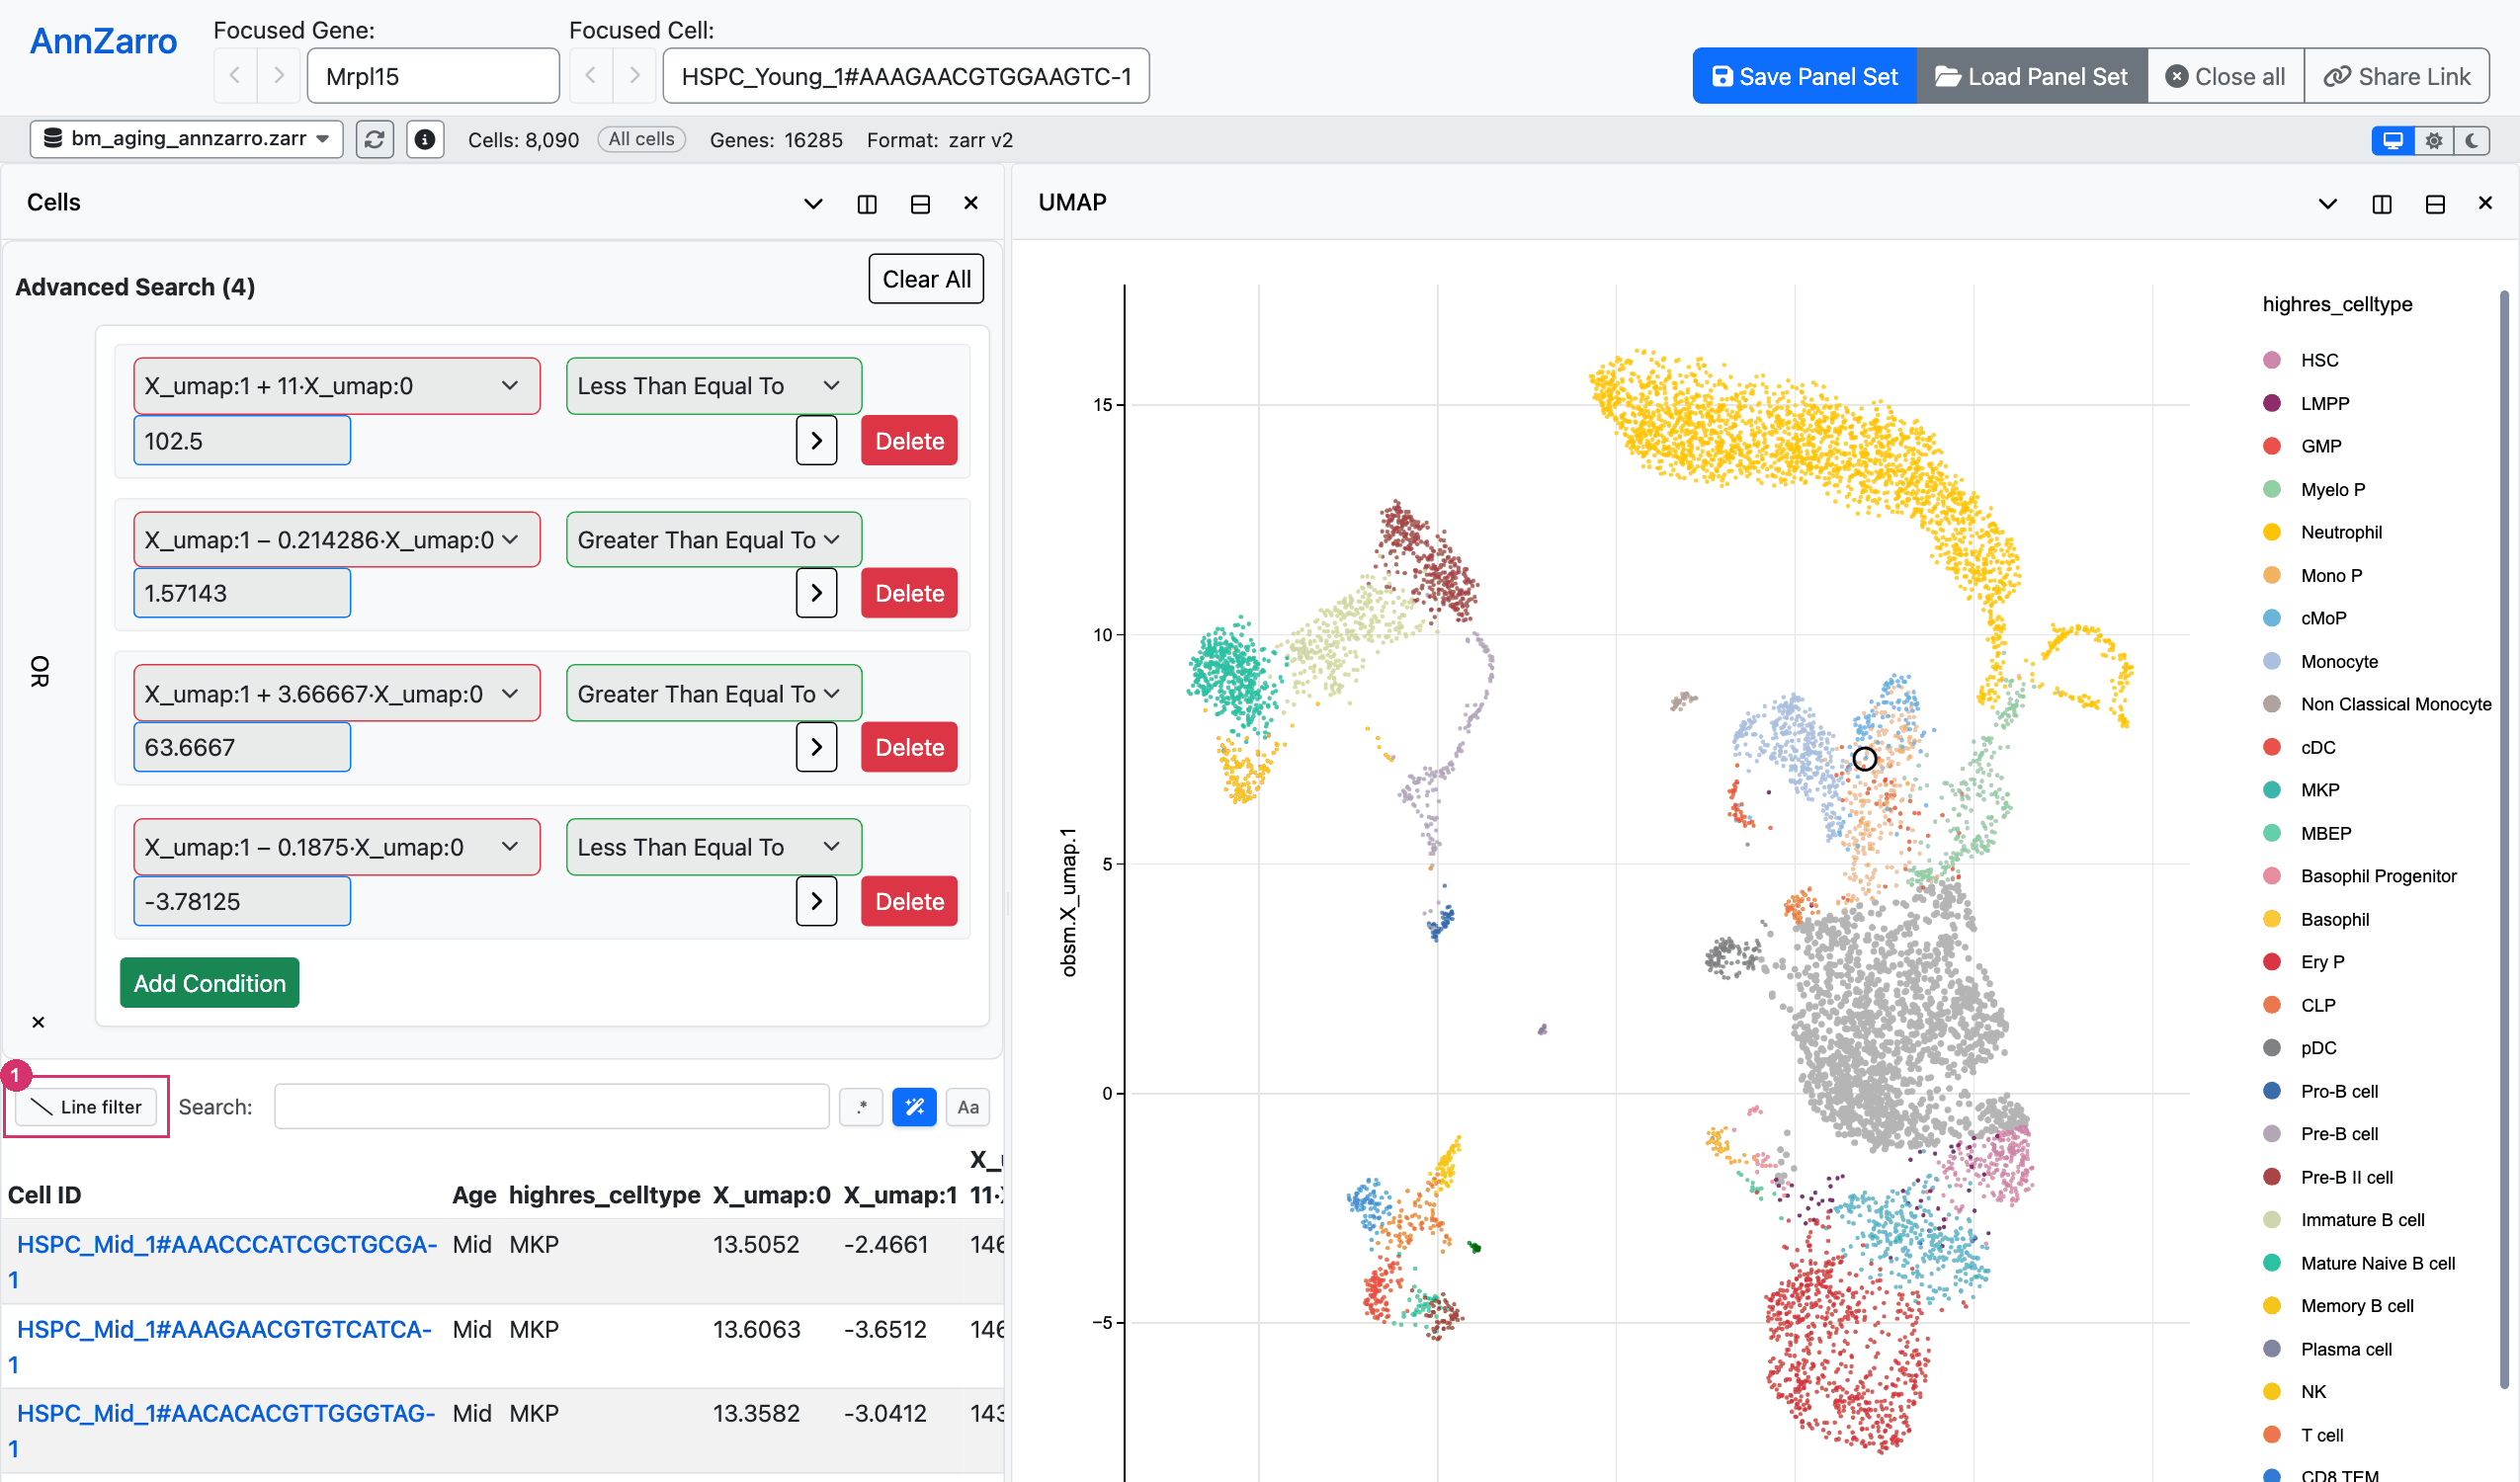 AnnZarro
Focused Gene:
Mrpl15
Focused Cell:
HSPC_Young_1#AAAGAACGTGGAAGTC-1
Save Panel Set
Load Panel Set
Close all
Share Link
bm_aging_annzarro.zarr
Cells: 8,090
All cells
Genes: 16285
Format: zarr v2
Cells
Advanced Search (4)
Clear All
OR
X_umap:1 + 11·X_umap:0
Less Than Equal To
102.5
Delete
X_umap:1 – 0.214286·X_umap:0
Greater Than Equal To
1.57143
Delete
X_umap:1 + 3.66667·X_umap:0
Greater Than Equal To
63.6667
Delete
X_umap:1 – 0.1875·X_umap:0
Less Than Equal To
-3.78125
Delete
Add Condition
1
Line filter
Search:
.*
Aa
Cell ID
Age
highres_celltype
X_umap:0
X_umap:1
HSPC_Mid_1#AAACCCATCGCTGCGA-
1
Mid
MKP
13.5052
-2.4661
146
HSPC_Mid_1#AAAGAACGTGTCATCA-
1
Mid
MKP
13.6063
-3.6512
146
HSPC_Mid_1#AACACACGTTGGGTAG-
1
Mid
MKP
13.3582
-3.0412
143
UMAP
obsm.X_umap.1
15
10
5
0
−5
highres_celltype
HSC
LMPP
GMP
Myelo P
Neutrophil
Mono P
cMoP
Monocyte
Non Classical Monocyte
cDC
MKP
MBEP
Basophil Progenitor
Basophil
Ery P
CLP
pDC
Pro-B cell
Pre-B cell
Pre-B II cell
Immature B cell
Mature Naive B cell
Memory B cell
Plasma cell
NK
T cell
CD8 TEM